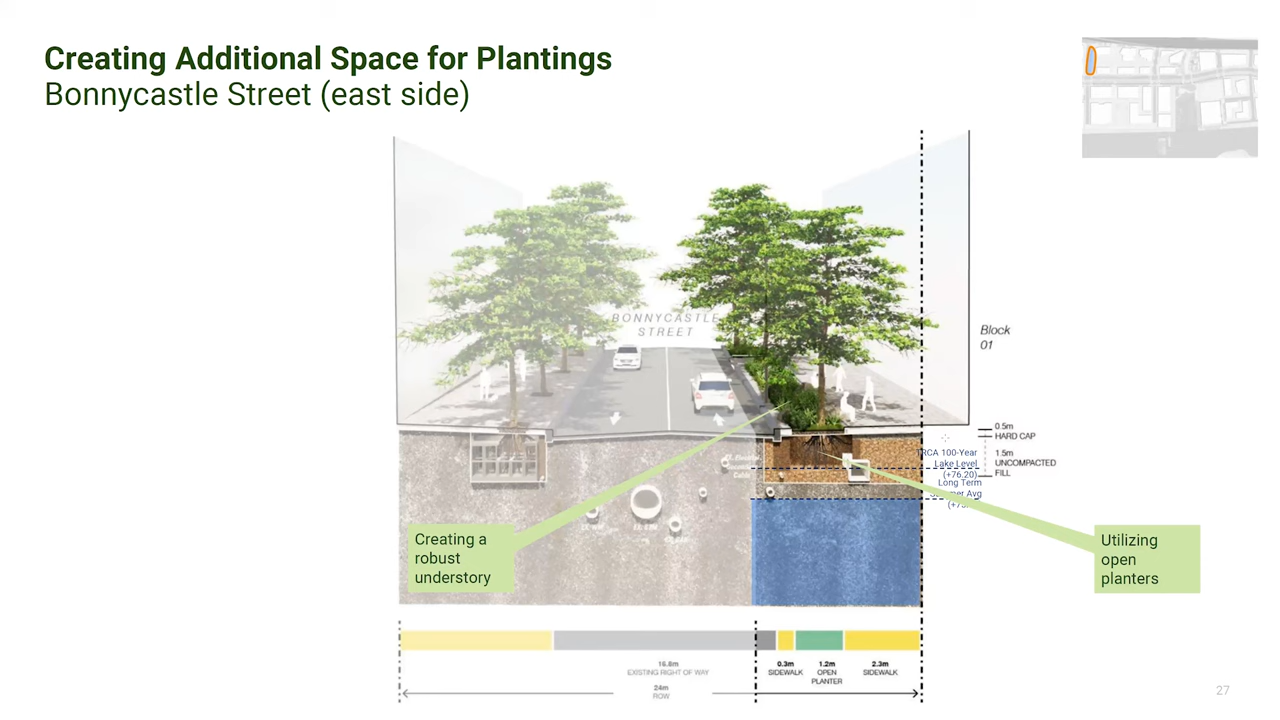 Creating Additional Space for Plantings
Bonnycastle Street (east side)
BONNYCASTLE
STREET
Block
01
0.5m
HARD CAP
1.5m
UNCOMPACTED
FILL
TRCA 100-Year
Lake Level
(+76.20)
Long Term
Avg
Creating a
robust
understory
Utilizing
open
planters
16.8m
EXISTING RIGHT OF WAY
0.3m
SIDEWALK
1.2m
OPEN
PLANTER
2.3m
SIDEWALK
24m
ROW
27